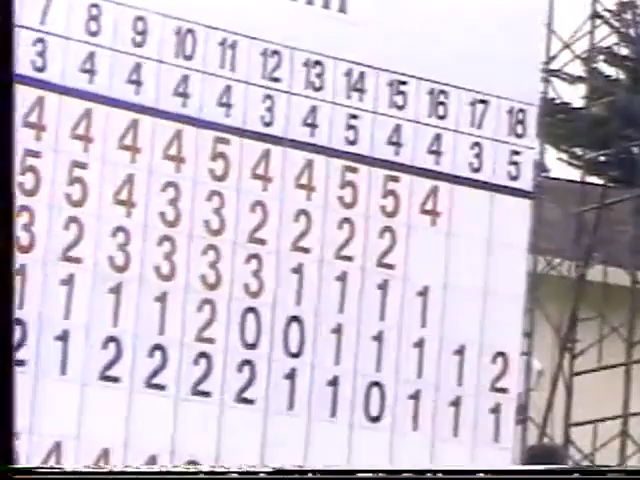 7 8 9 10 11 12 13 14 15 16 17 18
3 4 4 4 4 3 4 5 4 4 3 5
4 4 4 4 5 4 4 5 5 4
5 5 4 3 3 2 2 2 2
3 2 3 3 3 3 1 1 1 1
1 1 1 1 2 0 0 1 1 1 1 2
2 1 2 2 2 2 1 1 0 1 1 1